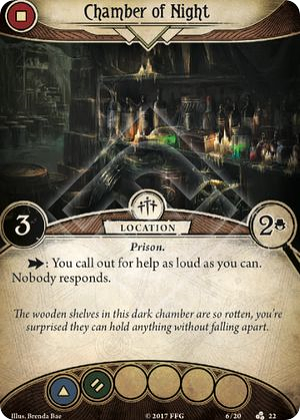 Chamber of Night
3
LOCATION
2
Prison.
: You call out for help as loud as you can.
Nobody responds.
The wooden shelves in this dark chamber are so rotten, you're
surprised they can hold anything without falling apart.
Illus. Brenda Bae
© 2017 FFG
6/20
22